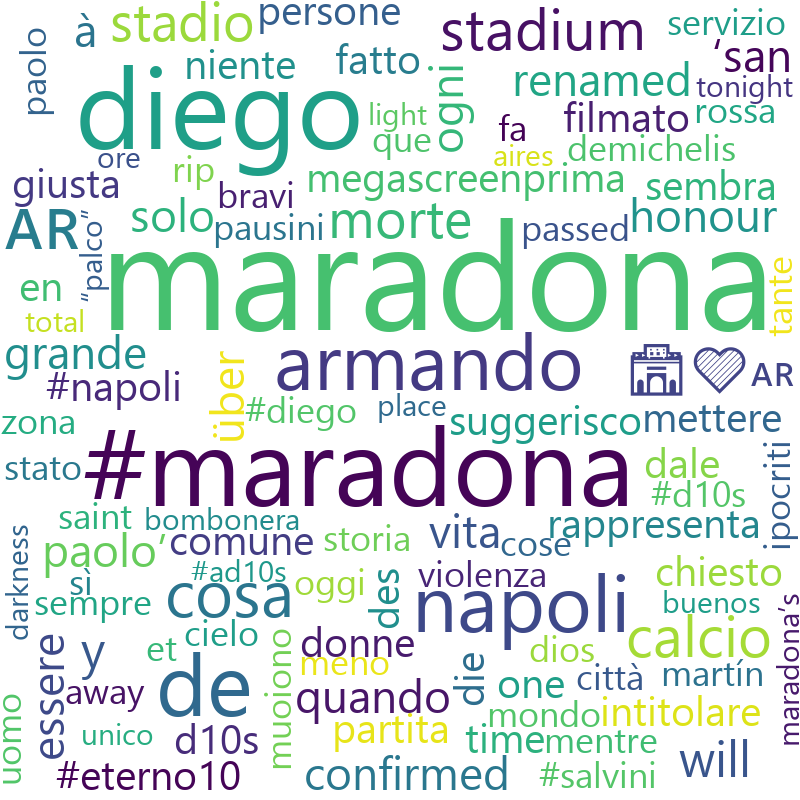 persone
servizio
stadio
à
stadium
'san
paolo
niente
fatto
ogni
renamed
tonight
diego
light
filmato
rossa
ore
que
fa
aires
demichelis
rip
giusta
bravi
megascreenprima
sembra
AR
"palco"
solo
pausini
morte
passed
honour
maradona
en
total
tante
grande
armando
🏟💜AR
#napoli
über
#diego
place
zona
suggerisco
mettere
#maradona
stato
dale
ipocriti
#d10s
saint
bombonera
vita
cose
rappresenta
darkness
paolo'
comune
storia
sì
#ad10s
oggi
des
violenza
chiesto
sempre
cosa
napoli
buenos
maradona's
essere
y
et
cielo
muoiono
donne
dios
calcio
meno
die
de
away
quando
one
città
martín
uomo
unico
d10s
partita
mondo
intitolare
time
mentre
will
#eterno10
confirmed
#salvini